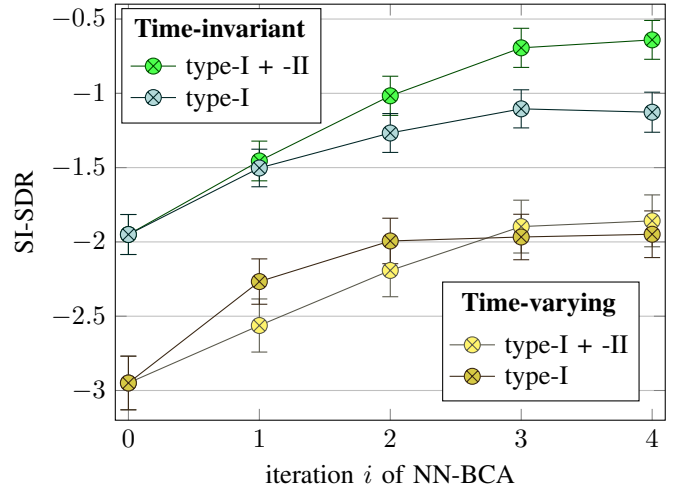 −0.5
−1
−1.5
−2
−2.5
−3
SI-SDR
Time-invariant
type-I + -II
type-I
Time-varying
type-I + -II
type-I
0 1 2 3 4
iteration i of NN-BCA